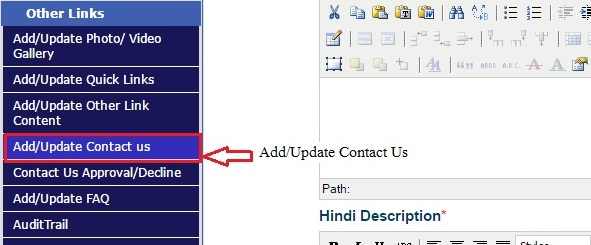 Other Links
Add/Update Photo/ Video
Gallery
Add/Update Quick Links
Add/Update Other Link
Content
Add/Update Contact us
Contact Us Approval/Decline
Add/Update FAQ
AuditTrail
Add/Update Contact Us
Path:
Hindi Description*